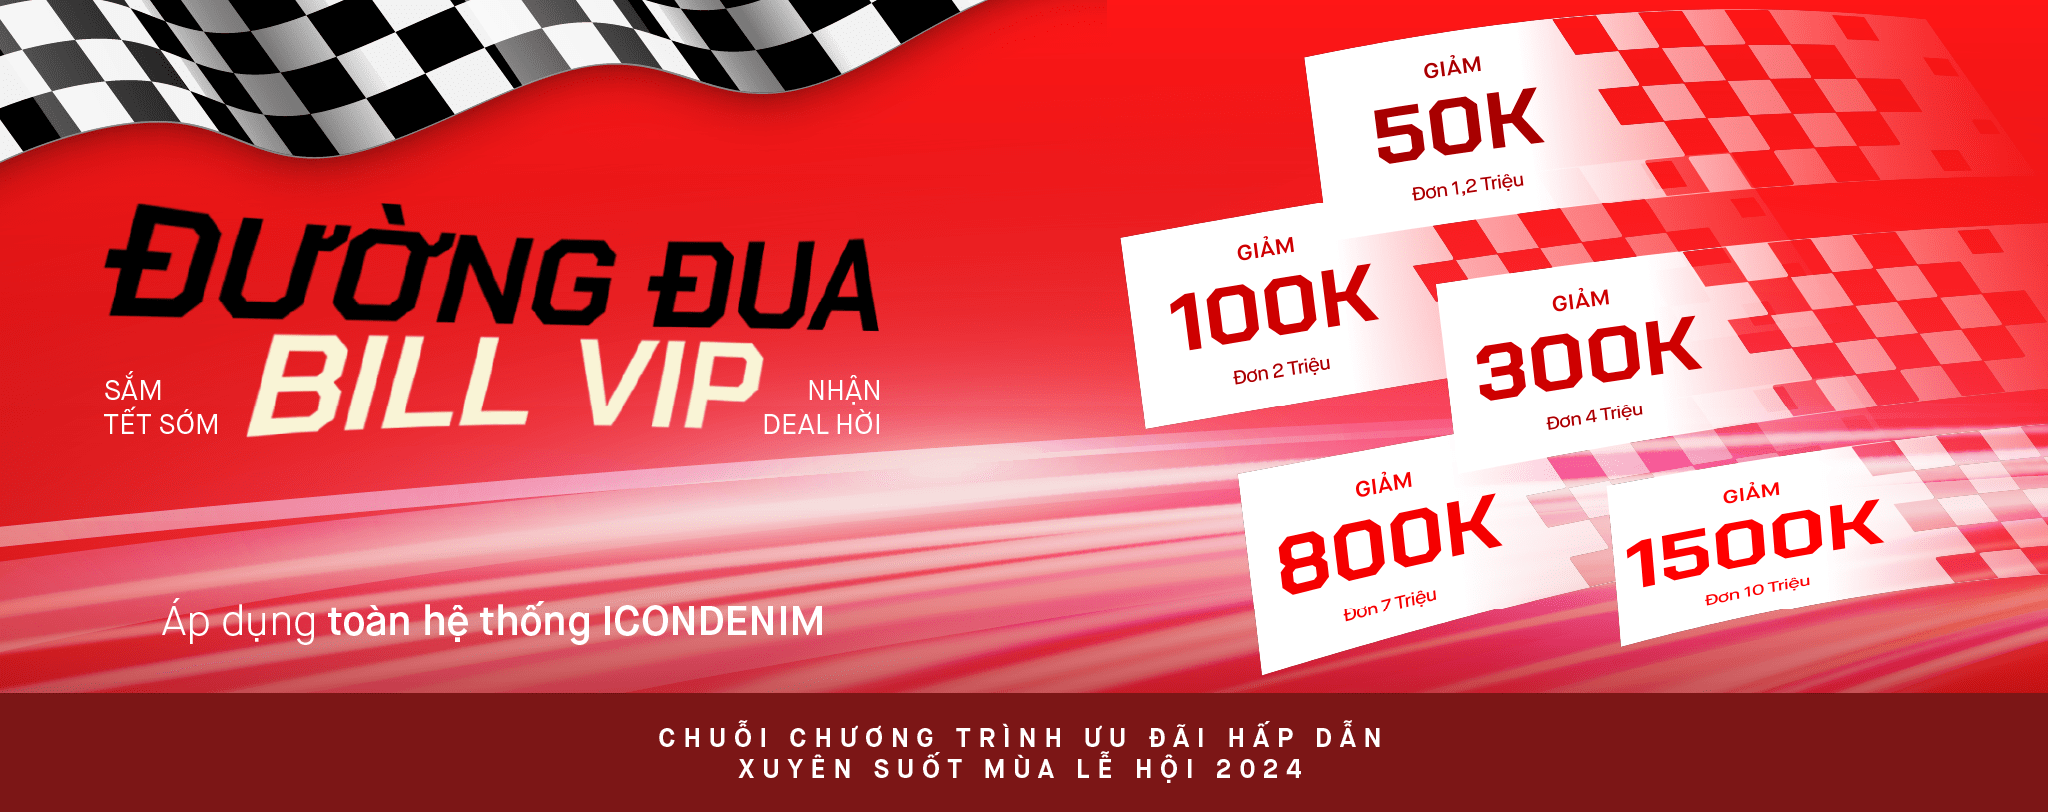 ĐƯỜNG ĐUA
BILL VIP
SẮM
TẾT SỚM
NHẬN
DEAL HỜI
Áp dụng toàn hệ thống ICONDENIM
GIẢM
50K
Đơn 1,2 Triệu
GIẢM
100K
Đơn 2 Triệu
GIẢM
300K
Đơn 4 Triệu
GIẢM
800K
Đơn 7 Triệu
GIẢM
1500K
Đơn 10 Triệu
CHUỖI CHƯƠNG TRÌNH ƯU ĐÃI HẤP DẪN
XUYÊN SUỐT MÙA LỄ HỘI 2024